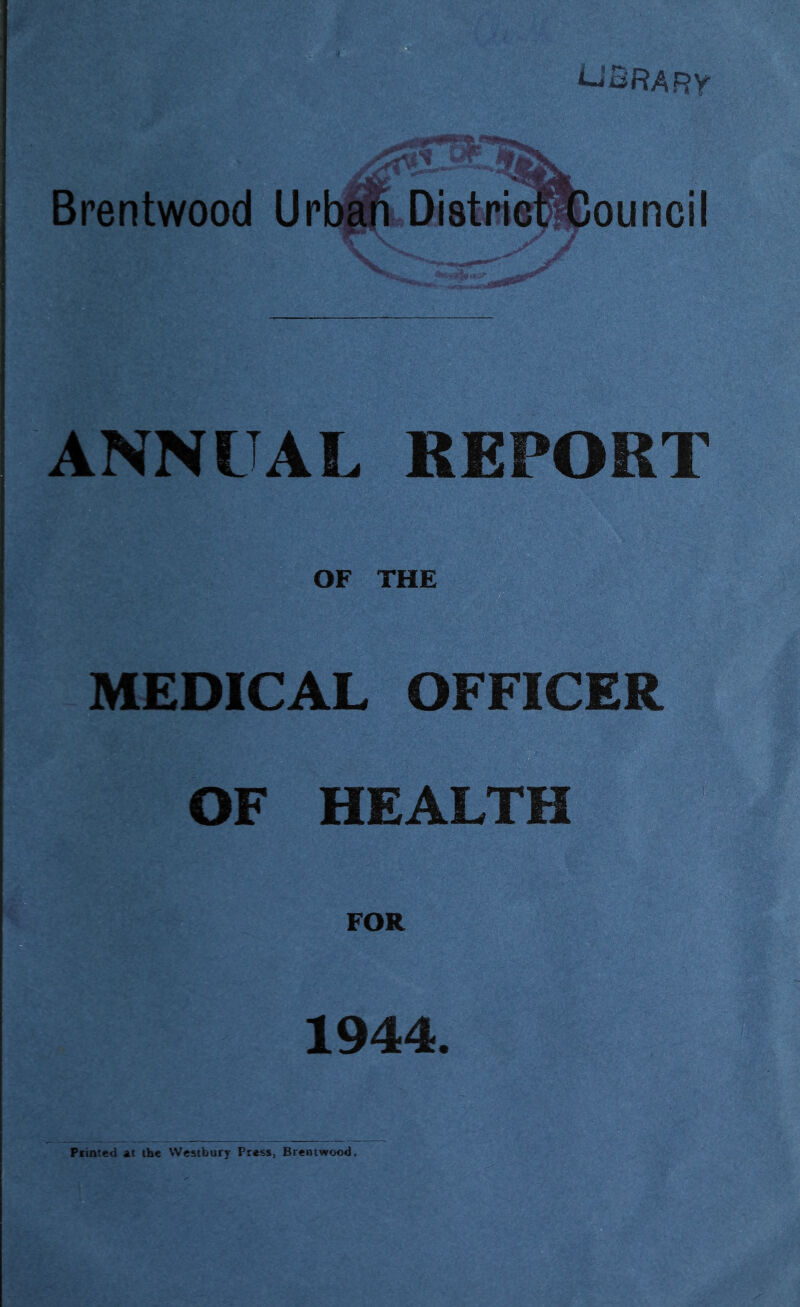 LIBRARY
Brentwood Urban District Council
ANNUAL REPORT
OF THE
MEDICAL OFFICER
OF HEALTH
FOR
1944.
Printed at the Westbury Press, Brentwood.